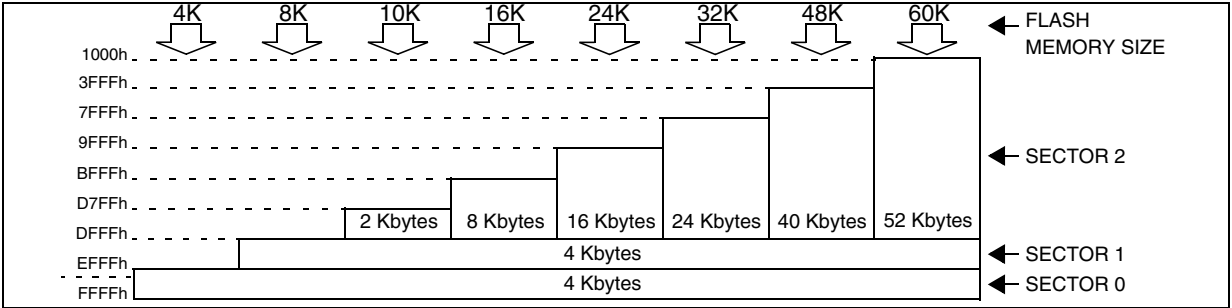 4K 8K 10K 16K 24K 32K 48K 60K
FLASH
MEMORY SIZE
1000h
3FFFh
7FFFh
9FFFh
SECTOR 2
BFFFh
D7FFh
2 Kbytes 8 Kbytes 16 Kbytes 24 Kbytes 40 Kbytes 52 Kbytes
DFFFh
4 Kbytes SECTOR 1
EFFFh
4 Kbytes SECTOR 0
FFFFh